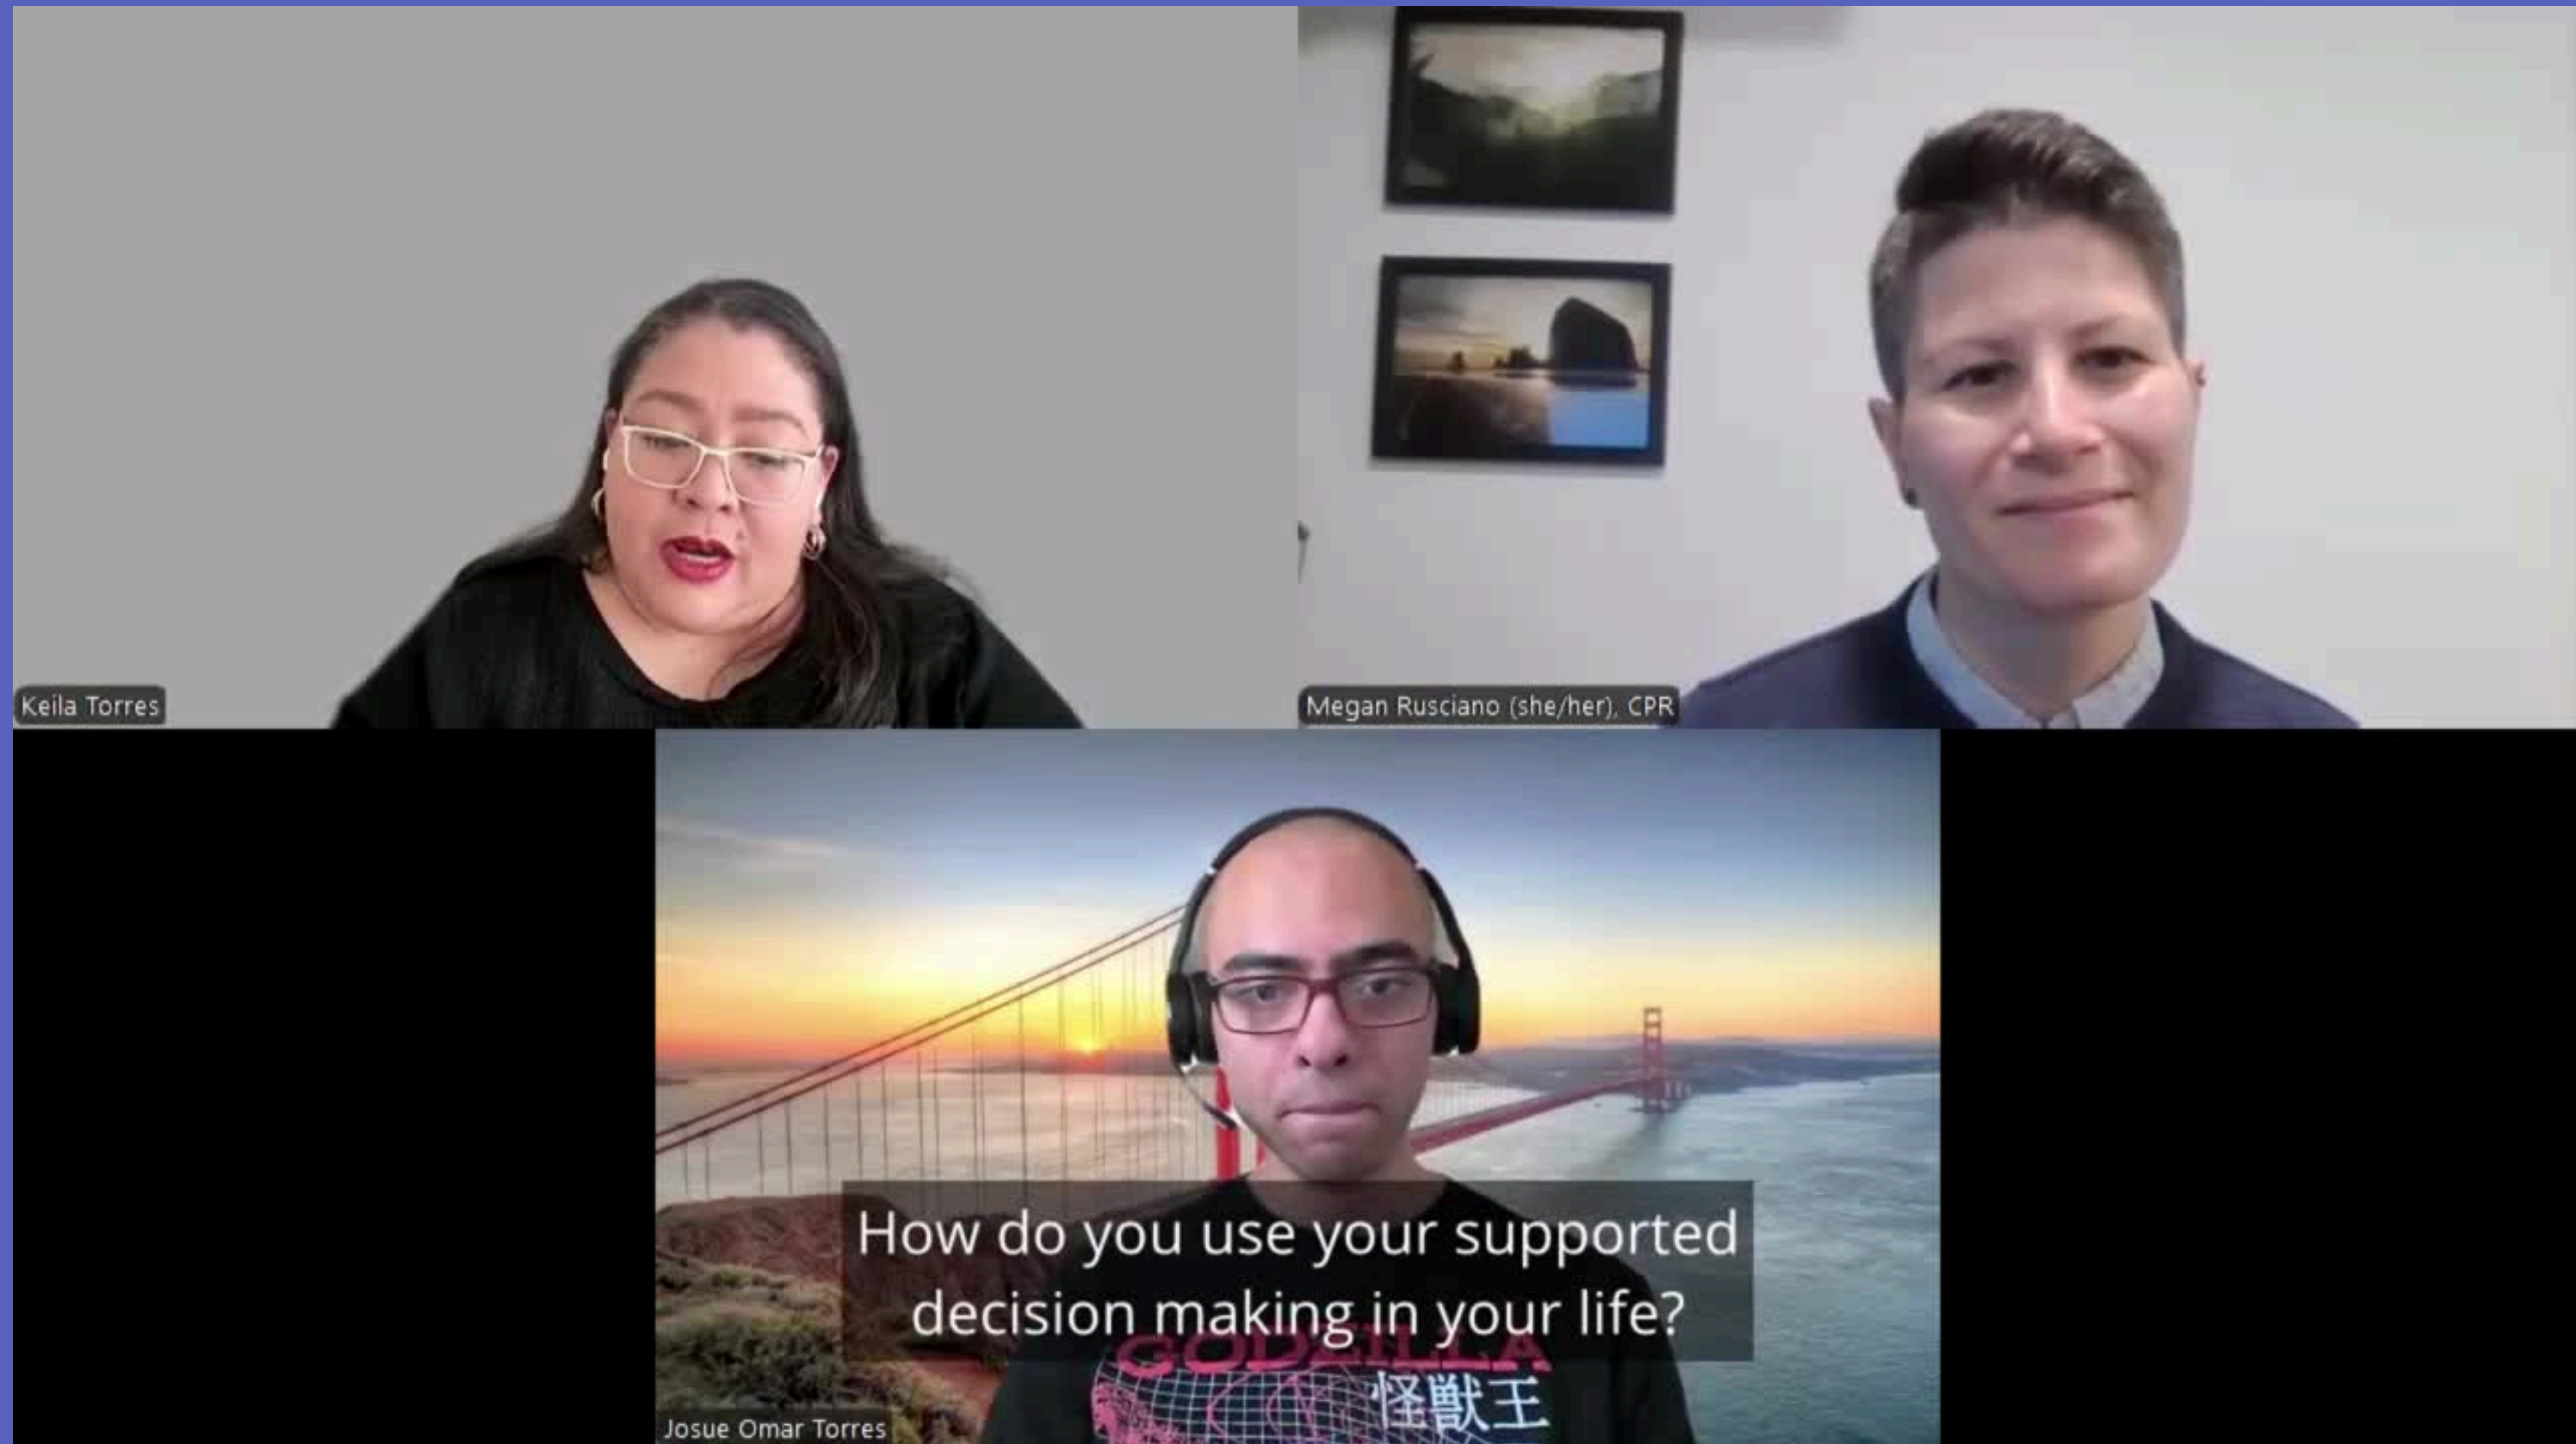 Keila Torres
Megan Rusciano (she/her), CPR
How do you use your supported
decision making in your life?
GODZILLA
怪獣王
Josue Omar Torres